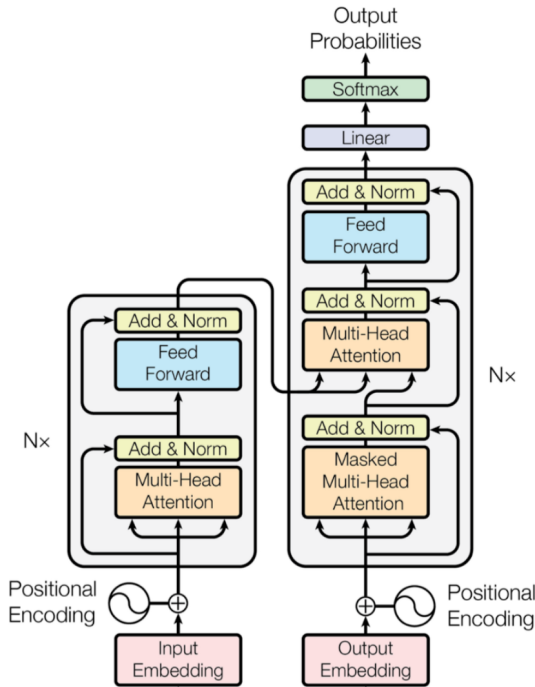 Output
Probabilities
Softmax
Linear
Add & Norm
Feed
Forward
Add & Norm
Multi-Head
Attention
Nx
Add & Norm
Masked
Multi-Head
Attention
Positional
Encoding
Output
Embedding
Add & Norm
Feed
Forward
Nx
Add & Norm
Multi-Head
Attention
Positional
Encoding
Input
Embedding